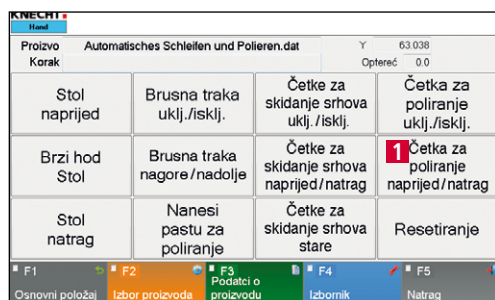 KNECHT
Hand
Proizvo Automatisches Schleifen und Polieren.dat Y 63.038
Korak Optereć 0.0
Stol
naprijed
Brusna traka
uklj./isklj.
Četke za
skidanje srhova
uklj. / isklj.
Četka za
poliranje
uklj./isklj.
Brzi hod
Stol
Brusna traka
nagore/nadolje
Četke za
skidanje srhova
naprijed/natrag
1
Četka za
poliranje
naprijed/natrag
Stol
natrag
Nanesi
pastu za
poliranje
Četke za
skidanje srhova
stare
Resetiranje
F1
Osnovni položaj
F2
Izbor proizvoda
F3
Podatci o
proizvodu
F4
Izbornik
F5
Natrag